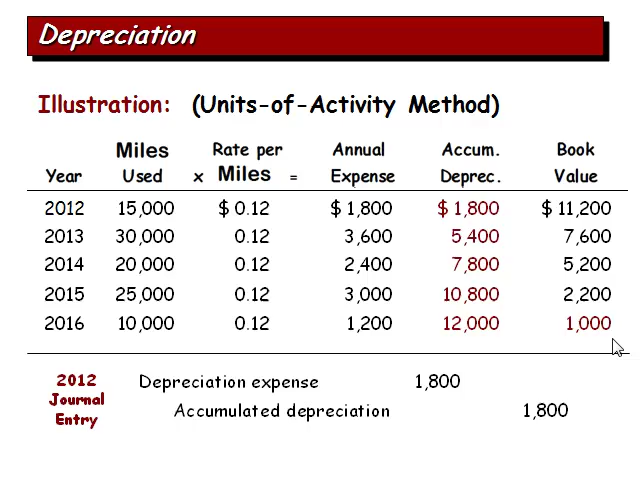 Depreciation
Illustration: (Units-of-Activity Method)
Miles Rate per Annual Accum. Book
Year Used x Miles = Expense Deprec. Value
2012 15,000 $ 0.12 $ 1,800 $ 1,800 $ 11,200
2013 30,000 0.12 3,600 5,400 7,600
2014 20,000 0.12 2,400 7,800 5,200
2015 25,000 0.12 3,000 10,800 2,200
2016 10,000 0.12 1,200 12,000 1,000
2012 Depreciation expense 1,800
Journal
Accumulated depreciation 1,800
Entry